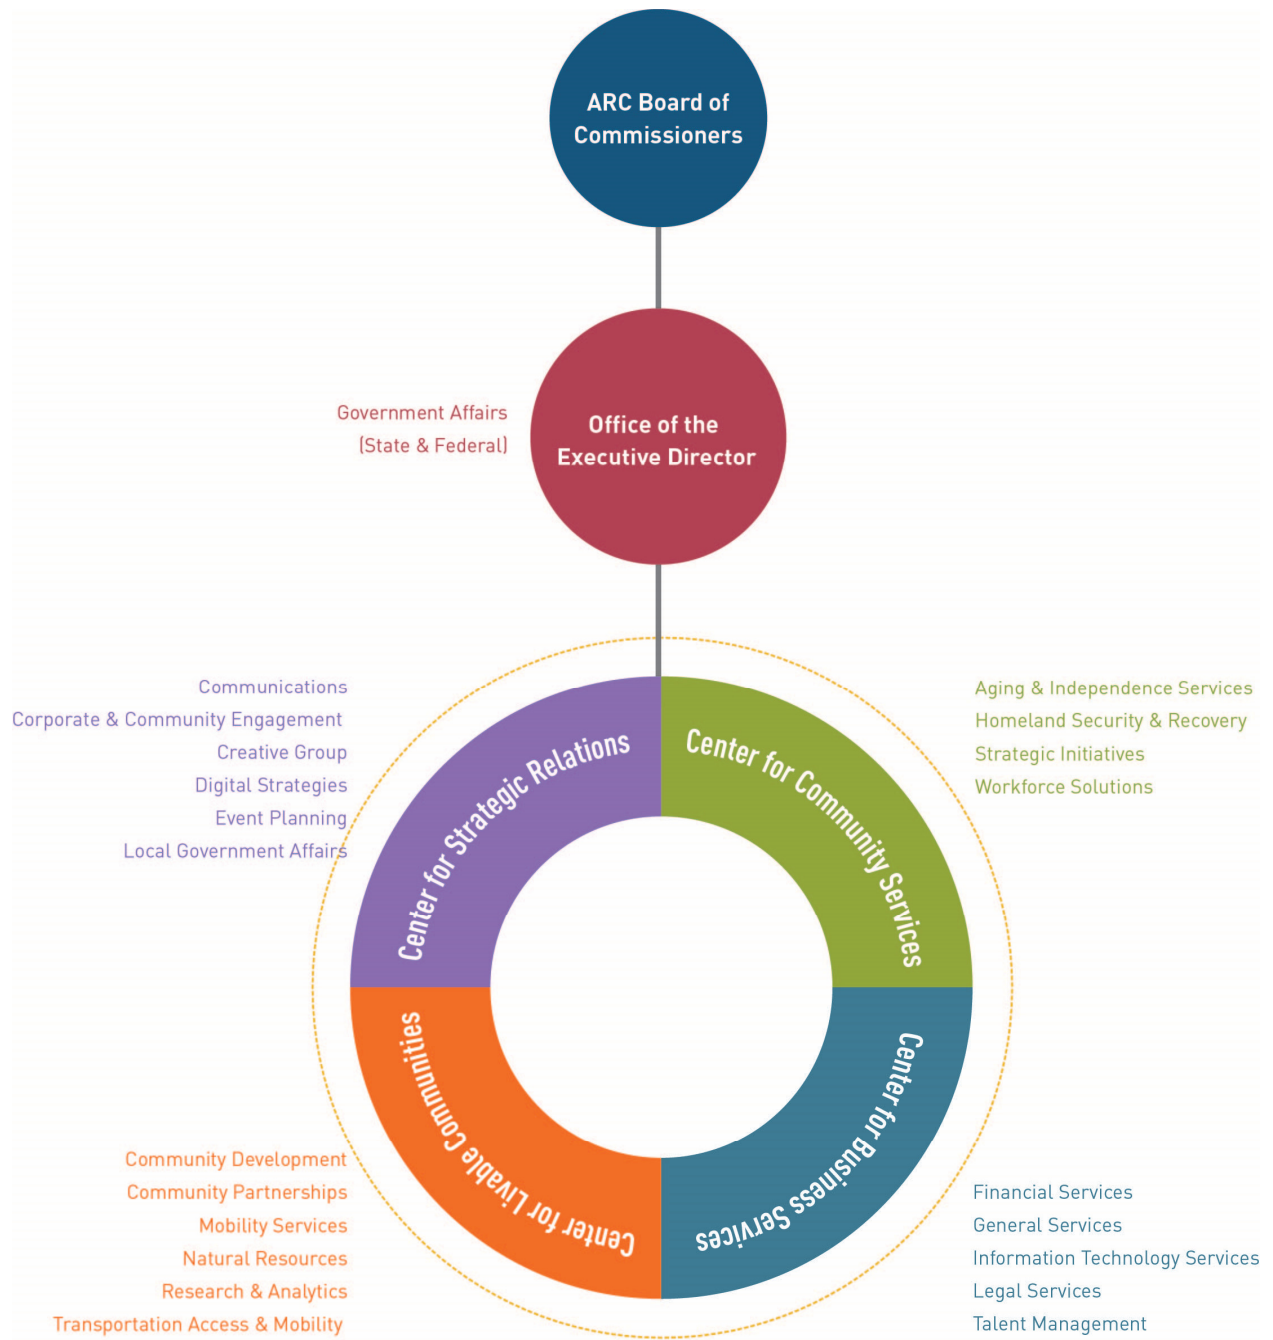 ARC Board of
Commissioners
Government Affairs
(State & Federal)
Office of the
Executive Director
Communications
Corporate & Community Engagement
Creative Group
Digital Strategies
Event Planning
Local Government Affairs
Center for Strategic Relations
Center for Community Services
Aging & Independence Services
Homeland Security & Recovery
Strategic Initiatives
Workforce Solutions
Center for Livable Communities
Center for Business Services
Community Development
Community Partnerships
Mobility Services
Natural Resources
Research & Analytics
Transportation Access & Mobility
Financial Services
General Services
Information Technology Services
Legal Services
Talent Management